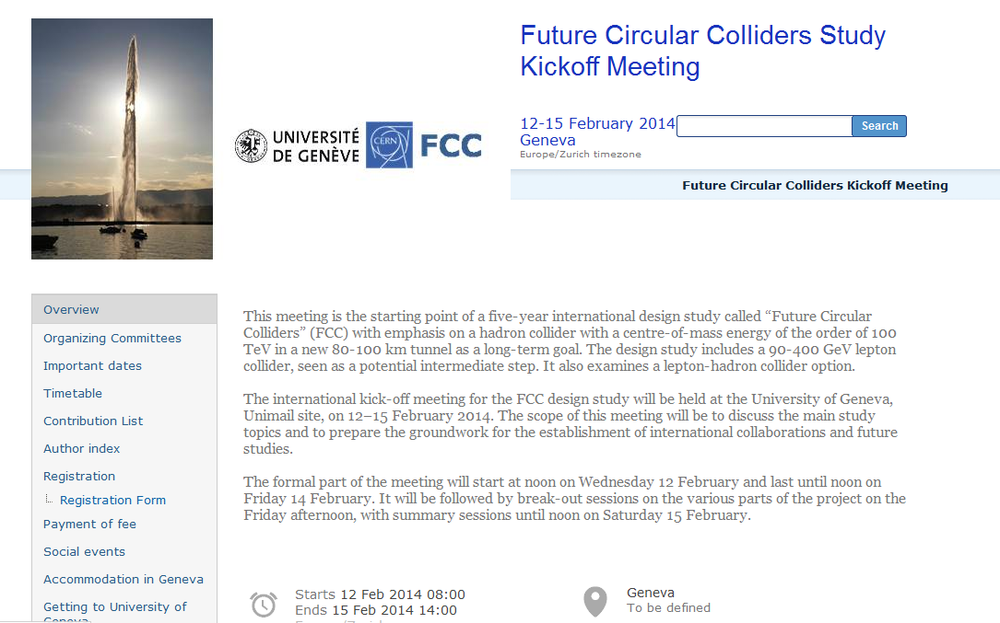 Future Circular Colliders Study
Kickoff Meeting
UNIVERSITÉ
DE GENÈVE
CERN
FCC
12-15 February 2014
Search
Geneva
Europe/Zurich timezone
Future Circular Colliders Kickoff Meeting
Overview
Organizing Committees
Important dates
Timetable
Contribution List
Author index
Registration
Registration Form
Payment of fee
Social events
Accommodation in Geneva
Getting to University of
Geneva
This meeting is the starting point of a five-year international design study called “Future Circular
Colliders” (FCC) with emphasis on a hadron collider with a centre-of-mass energy of the order of 100
TeV in a new 80-100 km tunnel as a long-term goal. The design study includes a 90-400 GeV lepton
collider, seen as a potential intermediate step. It also examines a lepton-hadron collider option.
The international kick-off meeting for the FCC design study will be held at the University of Geneva,
Unimail site, on 12–15 February 2014. The scope of this meeting will be to discuss the main study
topics and to prepare the groundwork for the establishment of international collaborations and future
studies.
The formal part of the meeting will start at noon on Wednesday 12 February and last until noon on
Friday 14 February. It will be followed by break-out sessions on the various parts of the project on the
Friday afternoon, with summary sessions until noon on Saturday 15 February.
Starts 12 Feb 2014 08:00
Ends 15 Feb 2014 14:00
Europe/Zurich
Geneva
To be defined